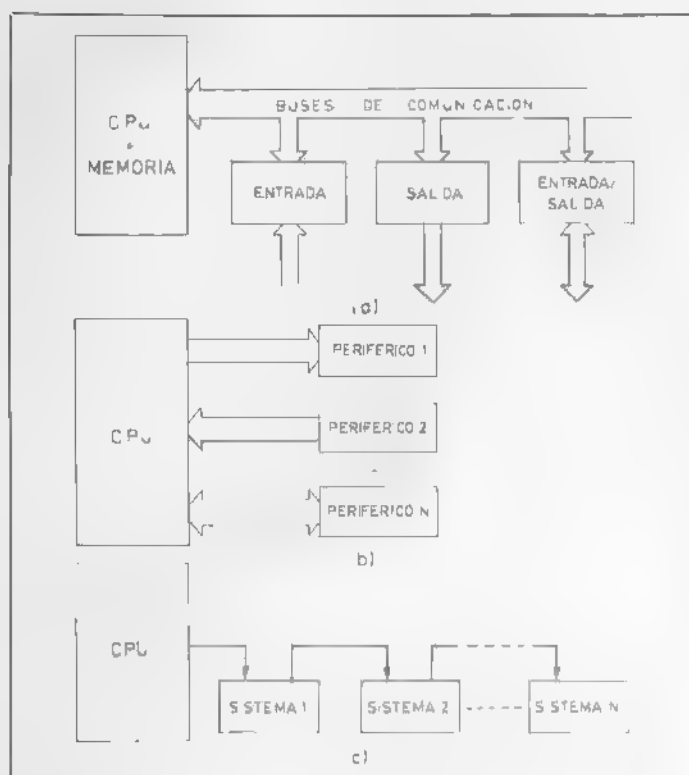 BUSES DE COMUNICACION
CPU
+
MEMORIA
ENTRADA
SALIDA
ENTRADA/
SALIDA
a)
CPU
PERIFERICO 1
PERIFERICO 2
PERIFERICO N
b)
CPU
SISTEMA 1
SISTEMA 2
SISTEMA N
c)